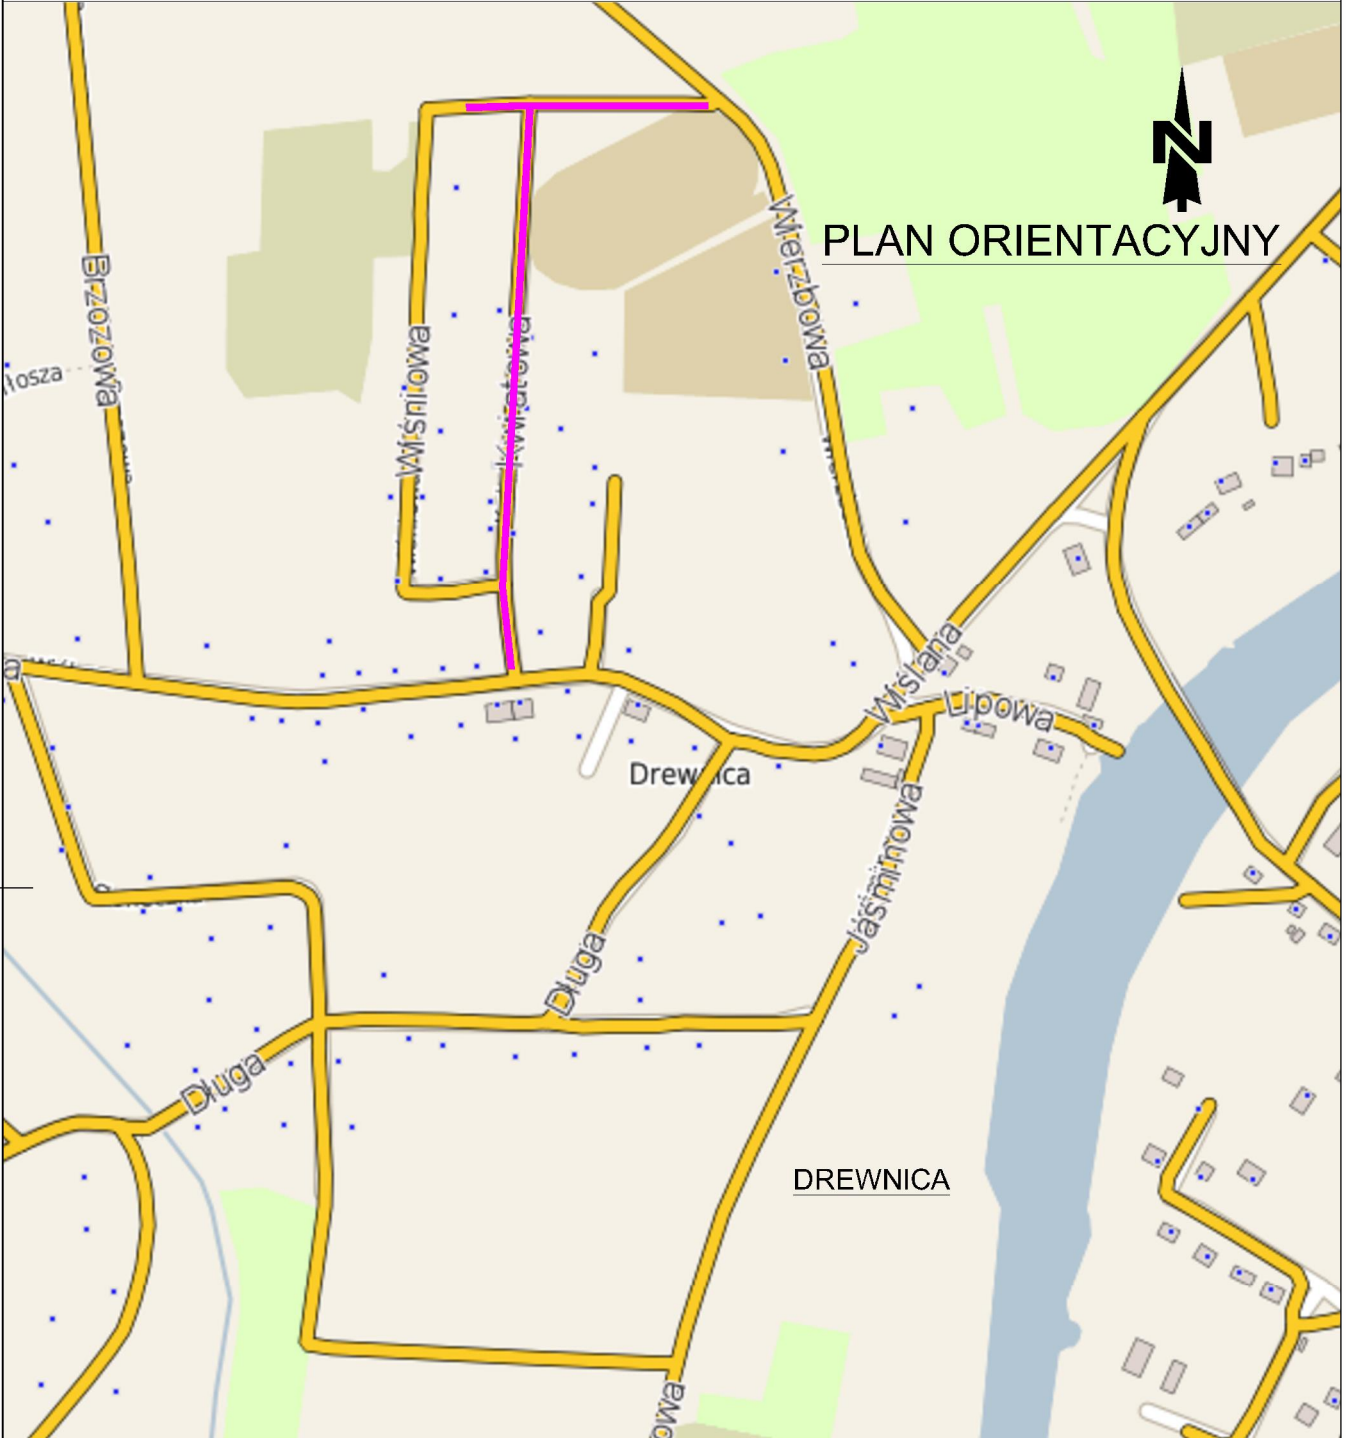 N
PLAN ORIENTACYJNY
Wierzbowa
Brzozowa
Wiśniowa
Kwiatowa
Wiślana
Lipowa
Drewnica
Jaśminowa
Długa
Długa
DREWNICA